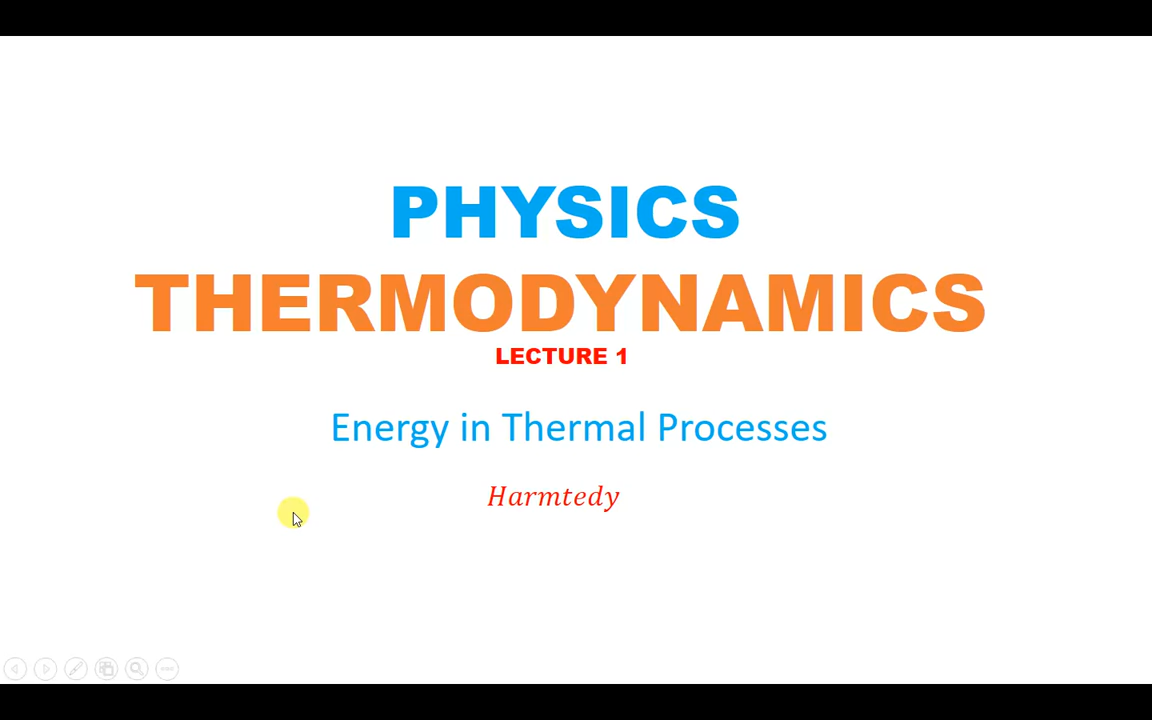 PHYSICS
THERMODYNAMICS
LECTURE 1
Energy in Thermal Processes
Harmtedy